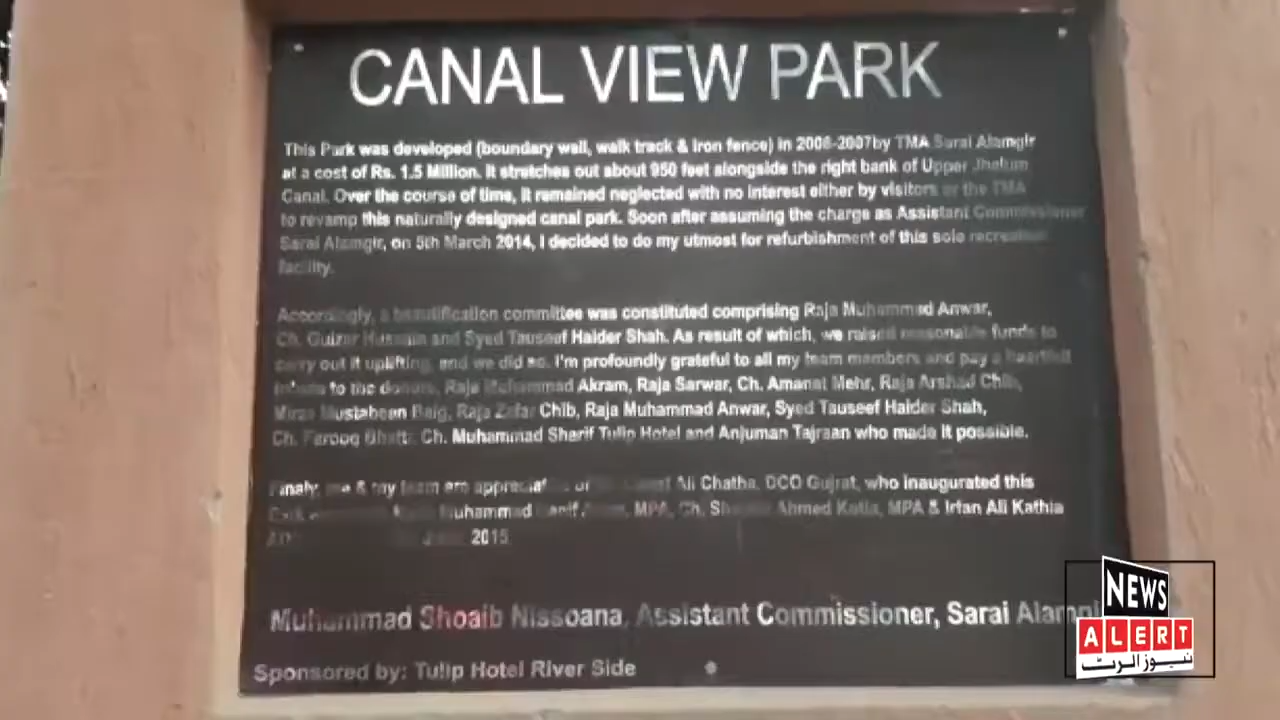 CANAL VIEW PARK
This Park was developed (boundary wall, walk track & iron fence) in 2006-2007by TMA Sarai Alamgir
at a cost of Rs. 1.5 Million. It stretches out about 950 feet alongside the right bank of Upper Jhelum
Canal. Over the course of time, it remained neglected with no interest either by visitors or the TMA
to revamp this naturally designed canal park. Soon after assuming the charge as Assistant Commissioner
Sarai Alamgir, on 5th March 2014, I decided to do my utmost for refurbishment of this sole recreation
facility.
Accordingly, a beautification committee was constituted comprising Raja Muhammad Anwar,
Ch. Gulzar Hussain and Syed Tauseef Haider Shah. As result of which, we raised reasonable funds to
carry out it uplifting, and we did so. I'm profoundly grateful to all my team members and pay a heartfelt
tribute to the donors, Raja Muhammad Akram, Raja Sarwar, Ch. Amanat Mehr, Raja Arshad Chib,
Mirza Mustabeen Baig, Raja Zafar Chib, Raja Muhammad Anwar, Syed Tauseef Haider Shah,
Ch. Farooq Bhatti, Ch. Muhammad Sharif Tulip Hotel and Anjuman Tajraan who made it possible.
Finaly, me & my team are Ali Chatha, DCO Gujrat, who inaugurated this
Muhammad MPA, Ch. Ahmed MPA & Irfan Ali Kathia
2015
Muhammad Shoaib Nissoana, Assistant Commissioner, Sarai
Sponsored by: Tulip Hotel River Side
NEWS
ALERT
نیوز الرٹ